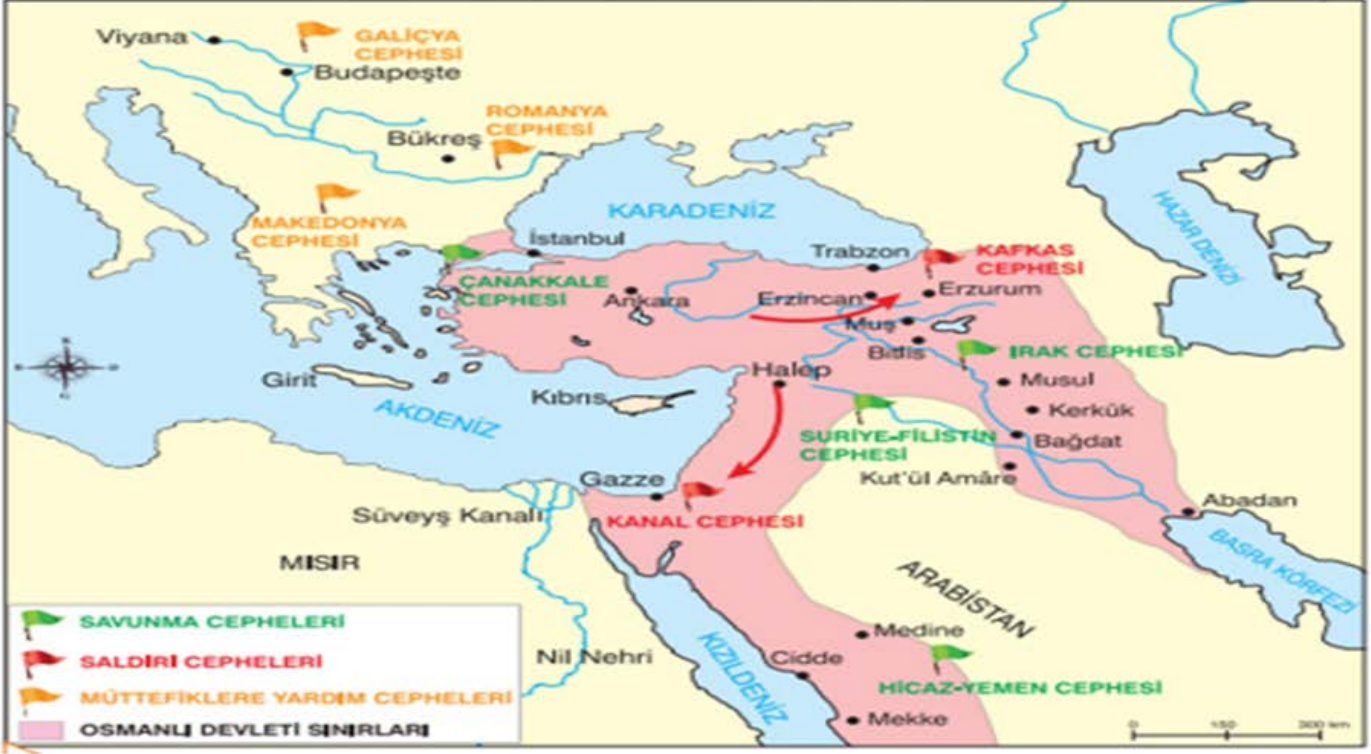 Viyana
GALİÇYA
CEPHESİ
Budapeşte
ROMANYA
CEPHESİ
Bükreş
MAKEDONYA
CEPHESİ
KARADENİZ
HAZAR DENİZİ
İstanbul
Trabzon
KAFKAS
CEPHESİ
ÇANAKKALE
CEPHESİ
Ankara
Erzincan
Erzurum
Muş
Bitlis
IRAK CEPHESİ
Halep
Musul
Girit
Kıbrıs
Kerkük
AKDENİZ
SURİYE-FİLİSTİN
CEPHESİ
Bağdat
Kut'ül Amâre
Gazze
Abadan
Süveyş Kanalı
KANAL CEPHESİ
BASRA KÖRFEZİ
MISIR
ARABİSTAN
SAVUNMA CEPHELERİ
SALDIRI CEPHELERİ
MÜTTEFİKLERE YARDIM CEPHELERİ
OSMANLI DEVLETİ SINIRLARI
Nil Nehri
KIZILDENİZ
Medine
Cidde
HİCAZ-YEMEN CEPHESİ
Mekke
0 150 300 km